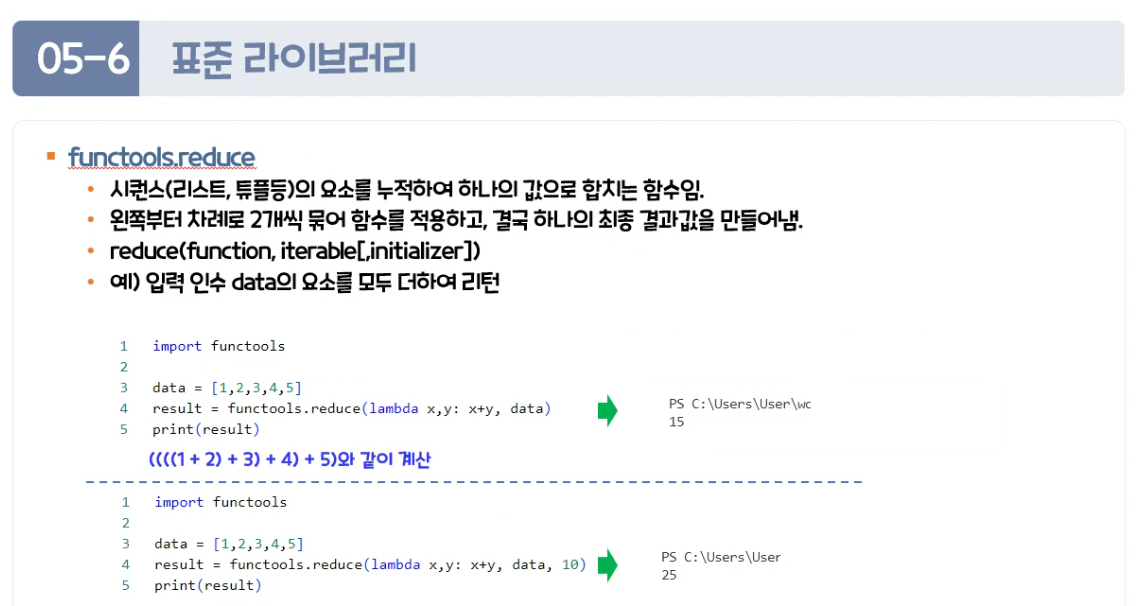 05-6 표준 라이브러리
functools.reduce
시퀀스(리스트, 튜플등)의 요소를 누적하여 하나의 값으로 합치는 함수임.
왼쪽부터 차례로 2개씩 묶어 함수를 적용하고, 결국 하나의 최종 결과값을 만들어냄.
reduce(function, iterable[,initializer])
예) 입력 인수 data의 요소를 모두 더하여 리턴
1 import functools
2
3 data = [1,2,3,4,5]
4 result = functools.reduce(lambda x,y: x+y, data)
5 print(result)
PS C:\Users\User\wc
15
((((1 + 2) + 3) + 4) + 5)와 같이 계산
1 import functools
2
3 data = [1,2,3,4,5]
4 result = functools.reduce(lambda x,y: x+y, data, 10)
5 print(result)
PS C:\Users\User
25